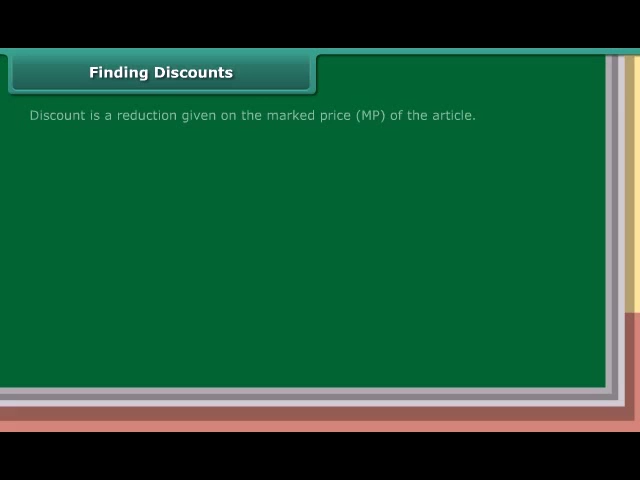 Finding Discounts
Discount is a reduction given on the marked price (MP) of the article.